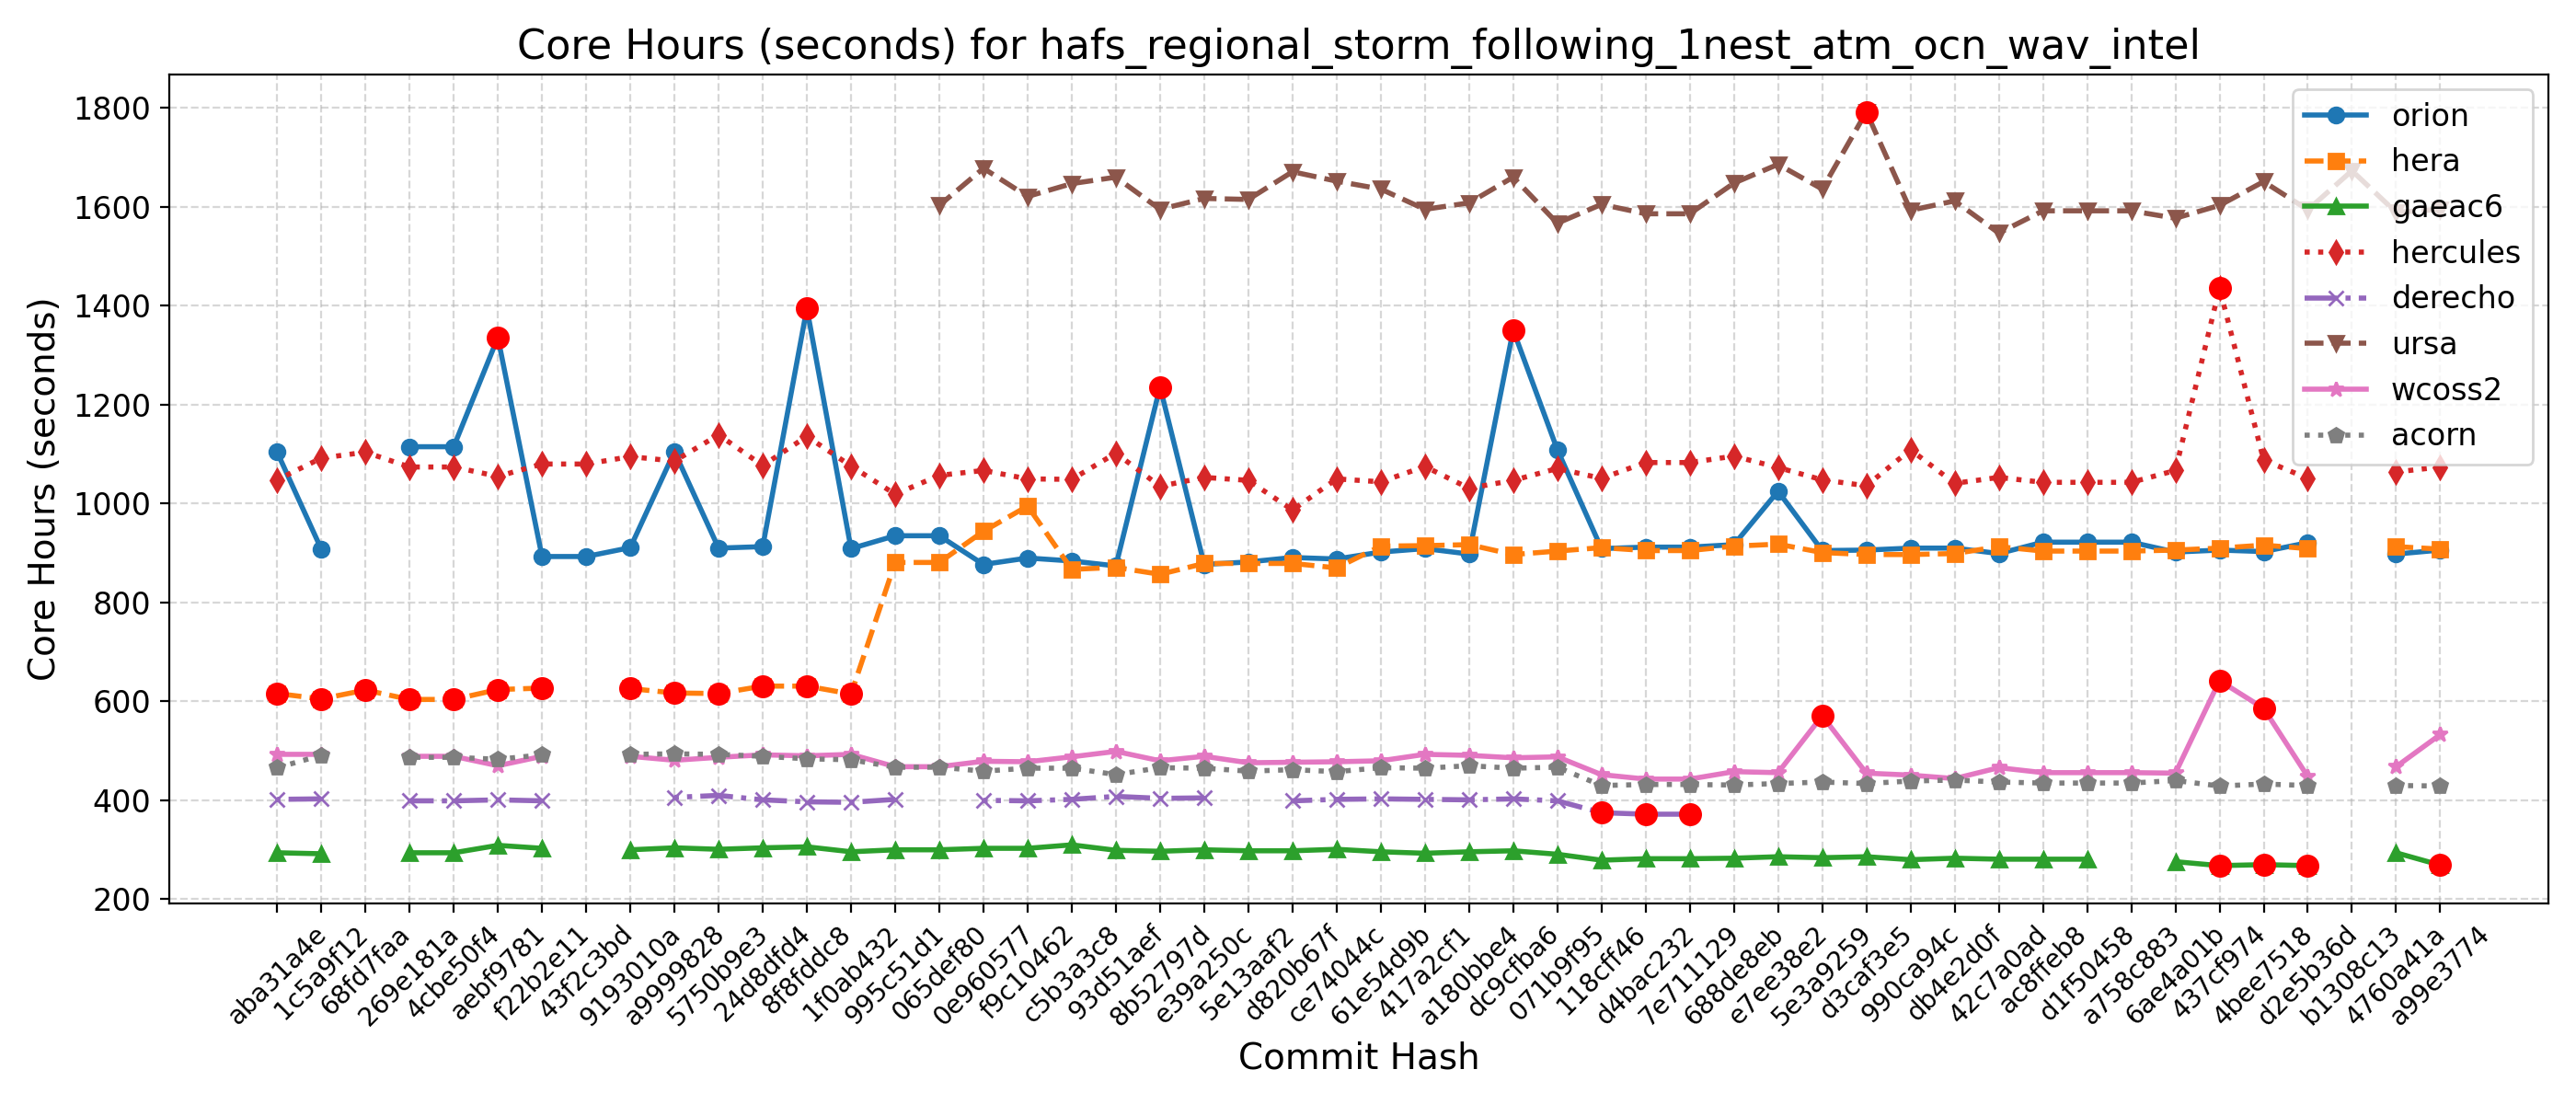 Core Hours (seconds) for hafs_regional_storm_following_1nest_atm_ocn_wav_intel
Core Hours (seconds)
1800
1600
1400
1200
1000
800
600
400
200
orion
hera
gaeac6
hercules
derecho
ursa
wcoss2
acorn
aba31a4e
1c5a9f12
68fd7faa
269e181a
4cbe50f4
aebf9781
f22b2e11
43f2c3bd
9193010a
a9999828
5750b9e3
24d8dfd4
8f8fddc8
1f0ab432
995c51d1
065def80
0e960577
f9c10462
c5b3a3c8
93d51aef
8b52797d
e39a250c
5e13aaf2
d820b67f
ce74044c
61e54d9b
417a2cf1
a180bbe4
dc9cfba6
071b9f95
118cff46
d4bac232
7e711129
688de8eb
e7ee38e2
5e3a9259
d3caf3e5
990ca94c
db4e2d0f
42c7a0ad
ac8ffeb8
d1f50458
a758c883
6ae4a01b
437cf974
4bee7518
d2e5b36d
b1308c13
4760a41a
a99e3774
Commit Hash